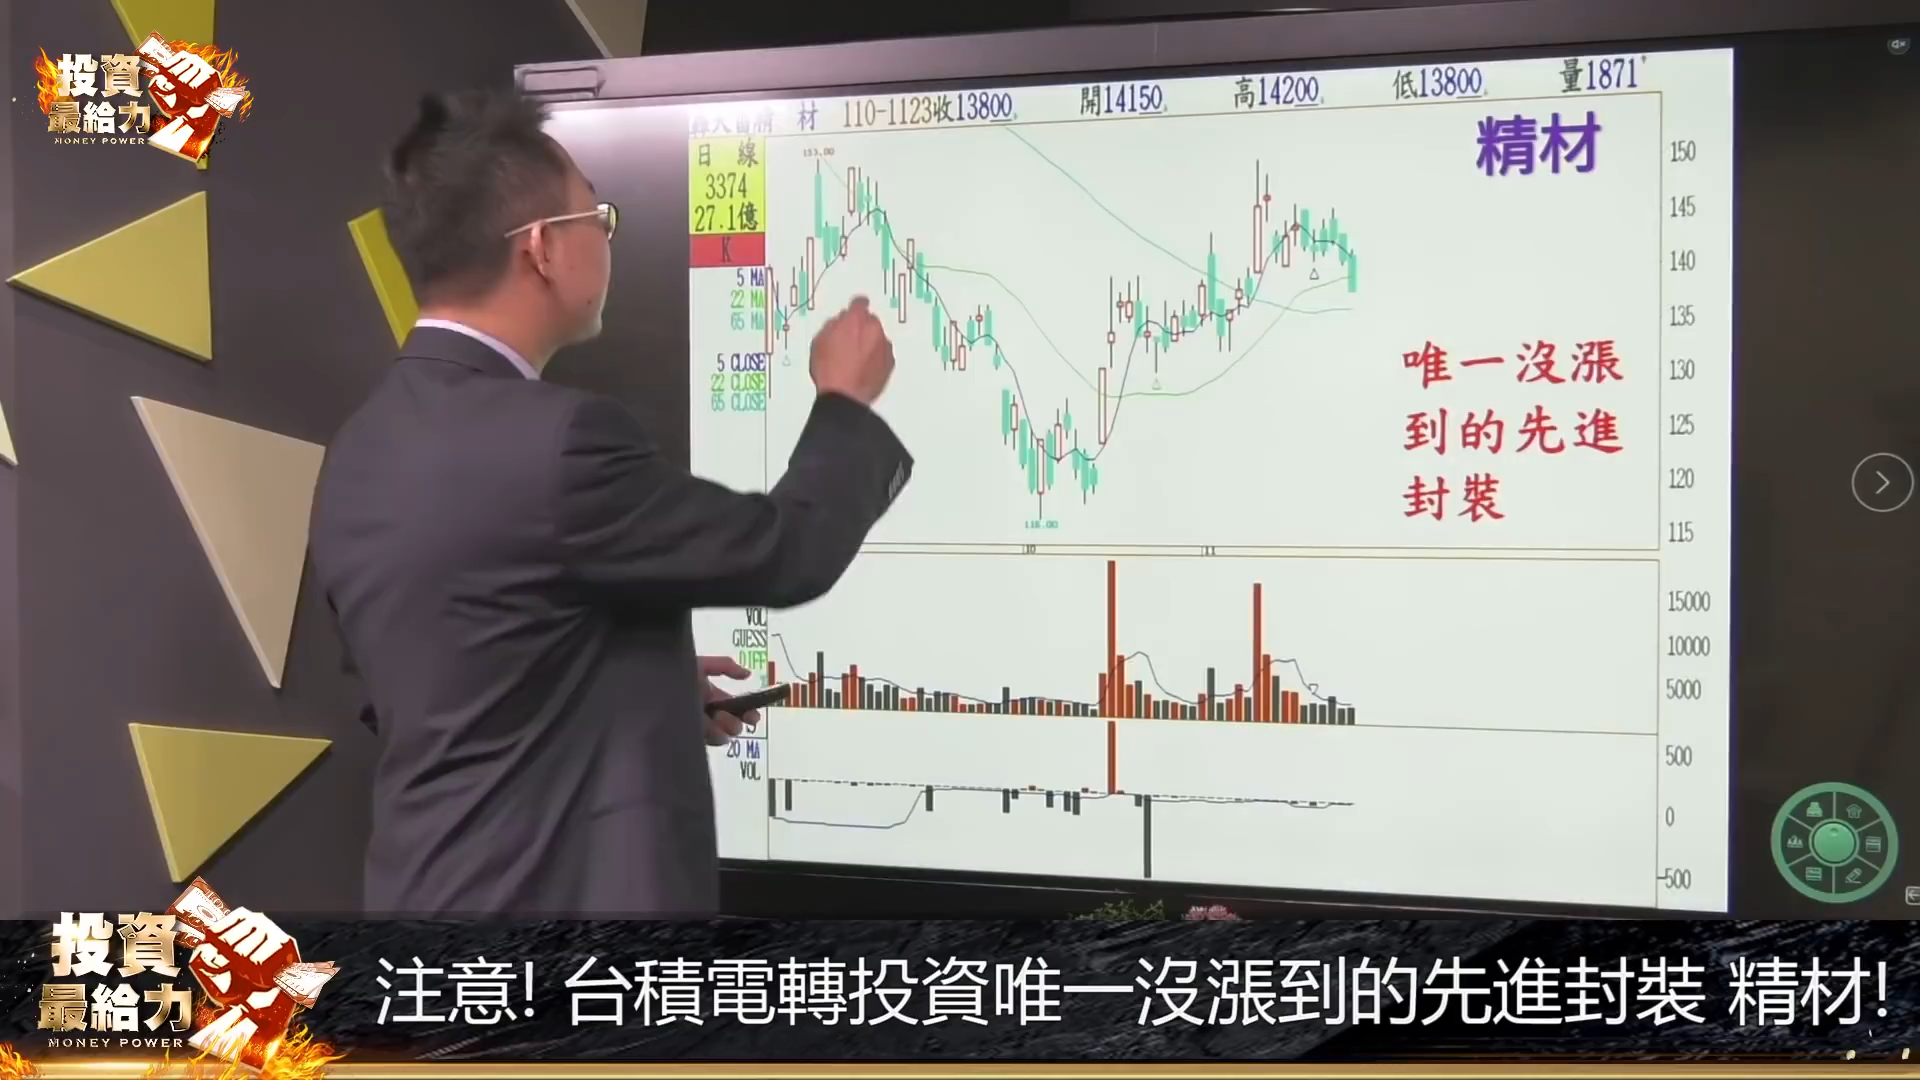 投資
最給力
MONEY POWER
材 110-1123收13800 開14150 高14200 低13800 量1871
日 線
3374
27.1億
K
5 MA
22 MA
65 MA
5 CLOSE
22 CLOSE
65 CLOSE
153.00
116.00
精材
唯一沒漲
到的先進
封裝
150
145
140
135
130
125
120
115
10
11
VOL
GUESS
DIFF
15000
10000
5000
20 MA
VOL
500
0
-500
投資
最給力
MONEY POWER
注意! 台積電轉投資唯一沒漲到的先進封裝 精材!